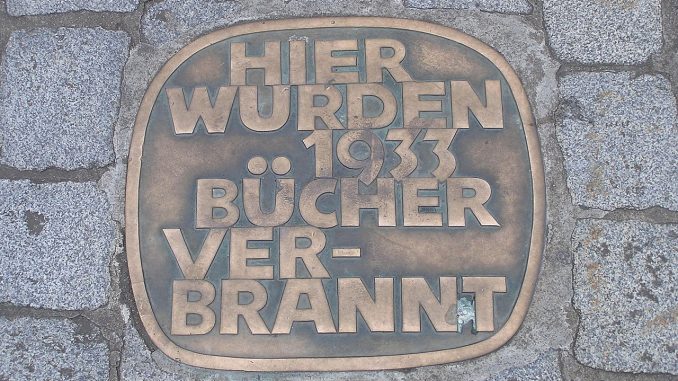 HIER
WURDEN
1933
BÜCHER
VER-
BRANNT